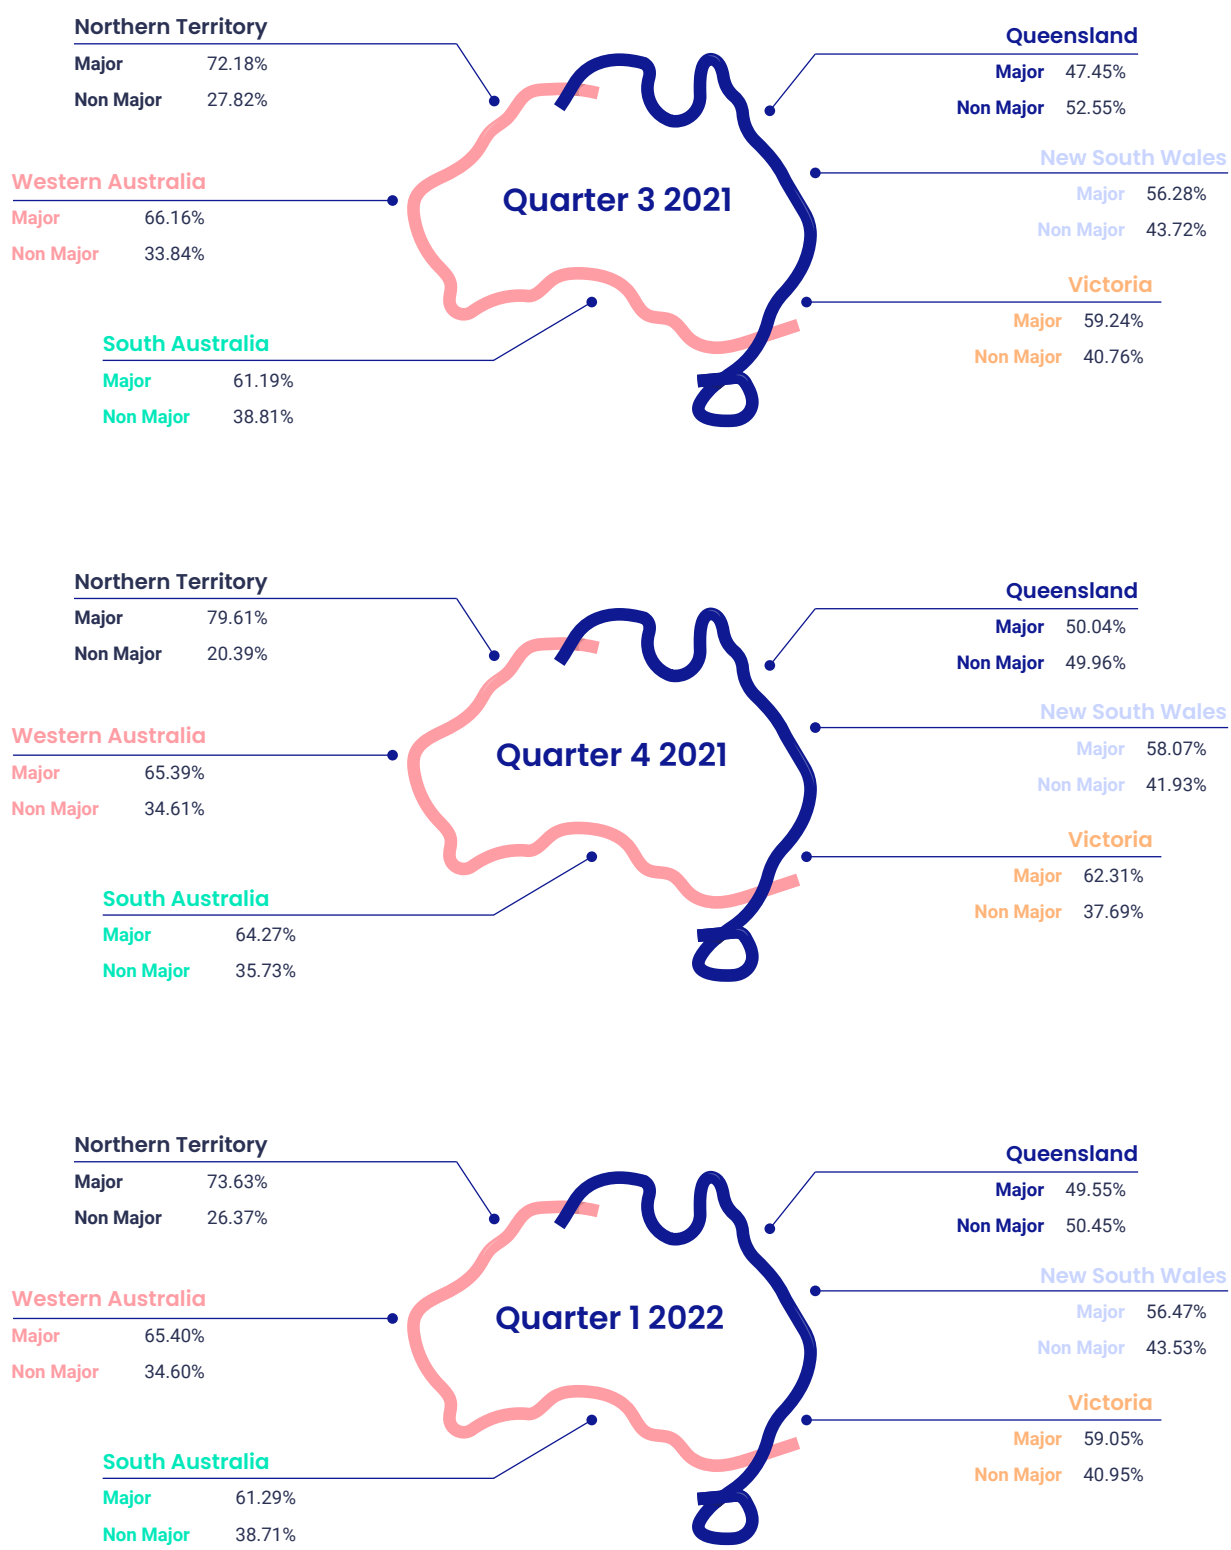 Northern Territory
Major 72.18%
Non Major 27.82%
Queensland
Major 47.45%
Non Major 52.55%
Western Australia
Major 66.16%
Non Major 33.84%
Quarter 3 2021
New South Wales
Major 56.28%
Non Major 43.72%
South Australia
Major 61.19%
Non Major 38.81%
Victoria
Major 59.24%
Non Major 40.76%
Northern Territory
Major 79.61%
Non Major 20.39%
Queensland
Major 50.04%
Non Major 49.96%
Western Australia
Major 65.39%
Non Major 34.61%
Quarter 4 2021
New South Wales
Major 58.07%
Non Major 41.93%
South Australia
Major 64.27%
Non Major 35.73%
Victoria
Major 62.31%
Non Major 37.69%
Northern Territory
Major 73.63%
Non Major 26.37%
Queensland
Major 49.55%
Non Major 50.45%
Western Australia
Major 65.40%
Non Major 34.60%
Quarter 1 2022
New South Wales
Major 56.47%
Non Major 43.53%
South Australia
Major 61.29%
Non Major 38.71%
Victoria
Major 59.05%
Non Major 40.95%